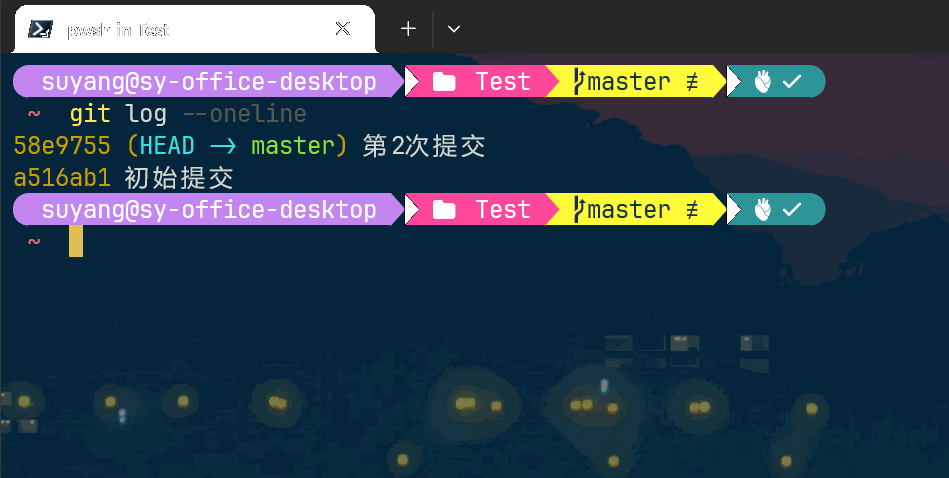 pwsh in Test
suyang@sy-office-desktop Test master ≢
~ git log --oneline
58e9755 (HEAD -> master) 第2次提交
a516ab1 初始提交
suyang@sy-office-desktop Test master ≢
~